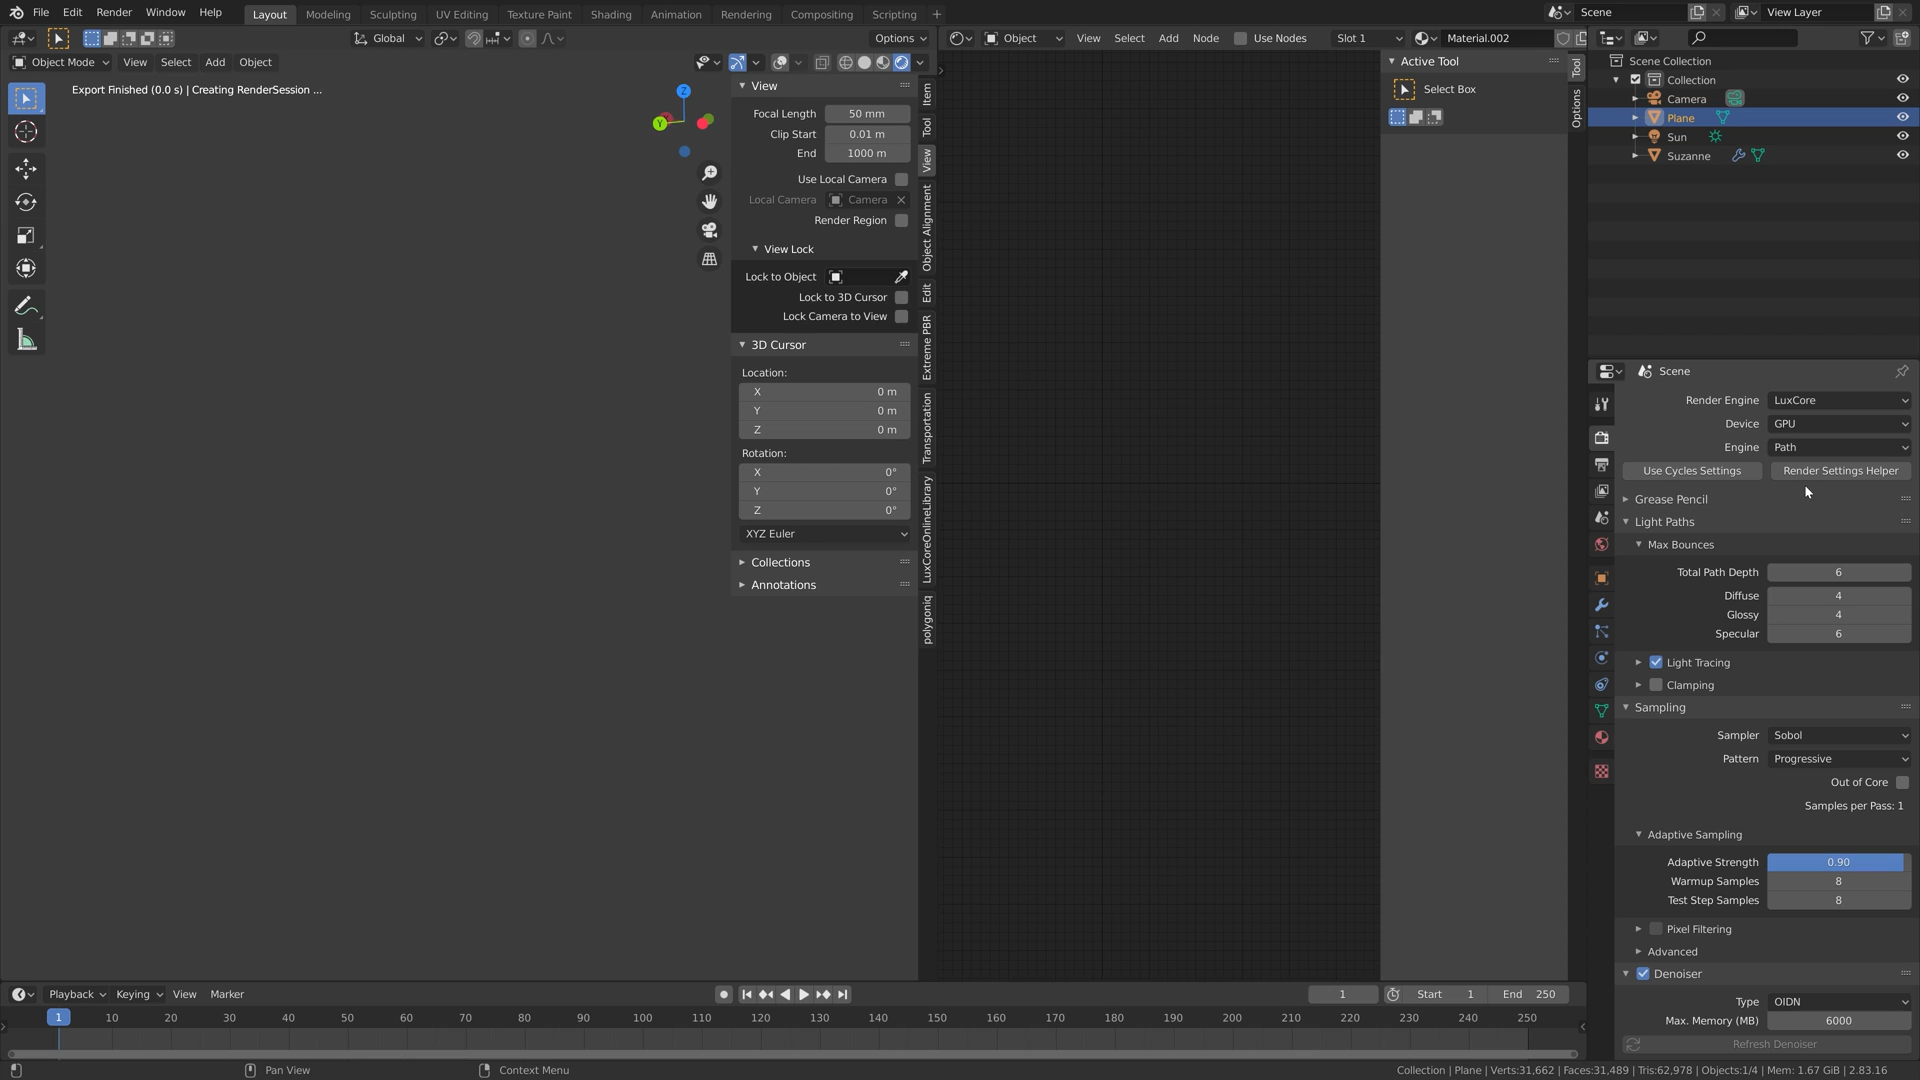 File Edit Render Window Help Layout Modeling Sculpting UV Editing Texture Paint Shading Animation Rendering Compositing Scripting + Scene View Layer
Global Options Object View Select Add Node Use Nodes Slot 1 Material.002
Object Mode View Select Add Object
Export Finished (0.0 s) | Creating RenderSession ...
Z
Y
View
Focal Length 50 mm
Clip Start 0.01 m
End 1000 m
Use Local Camera
Local Camera Camera
Render Region
View Lock
Lock to Object
Lock to 3D Cursor
Lock Camera to View
3D Cursor
Location:
X 0 m
Y 0 m
Z 0 m
Rotation:
X 0°
Y 0°
Z 0°
XYZ Euler
Collections
Annotations
Item
Tool
View
Object Alignment
Edit
Extreme PBR
Transportation
LuxCoreOnlineLibrary
polygoniq
Active Tool
Select Box
Tool
Options
Scene Collection
Collection
Camera
Plane
Sun
Suzanne
Scene
Render Engine LuxCore
Device GPU
Engine Path
Use Cycles Settings Render Settings Helper
Grease Pencil
Light Paths
Max Bounces
Total Path Depth 6
Diffuse 4
Glossy 4
Specular 6
Light Tracing
Clamping
Sampling
Sampler Sobol
Pattern Progressive
Out of Core
Samples per Pass: 1
Adaptive Sampling
Adaptive Strength 0.90
Warmup Samples 8
Test Step Samples 8
Pixel Filtering
Advanced
Denoiser
Type OIDN
Max. Memory (MB) 6000
Refresh Denoiser
Playback Keying View Marker 1 Start 1 End 250
1 10 20 30 40 50 60 70 80 90 100 110 120 130 140 150 160 170 180 190 200 210 220 230 240 250
Pan View Context Menu Collection | Plane | Verts:31,662 | Faces:31,489 | Tris:62,978 | Objects:1/4 | Mem: 1.67 GiB | 2.83.16